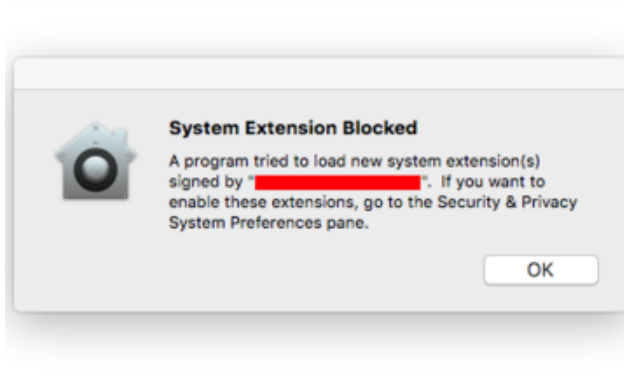 System Extension Blocked
A program tried to load new system extension(s)
signed by "                    ". If you want to
enable these extensions, go to the Security & Privacy
System Preferences pane.
OK